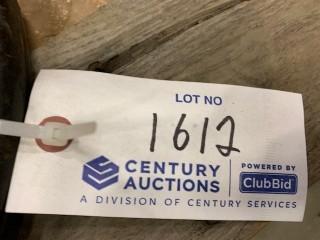 LOT NO
1612
CENTURY AUCTIONS
POWERED BY
ClubBid
A DIVISION OF CENTURY SERVICES